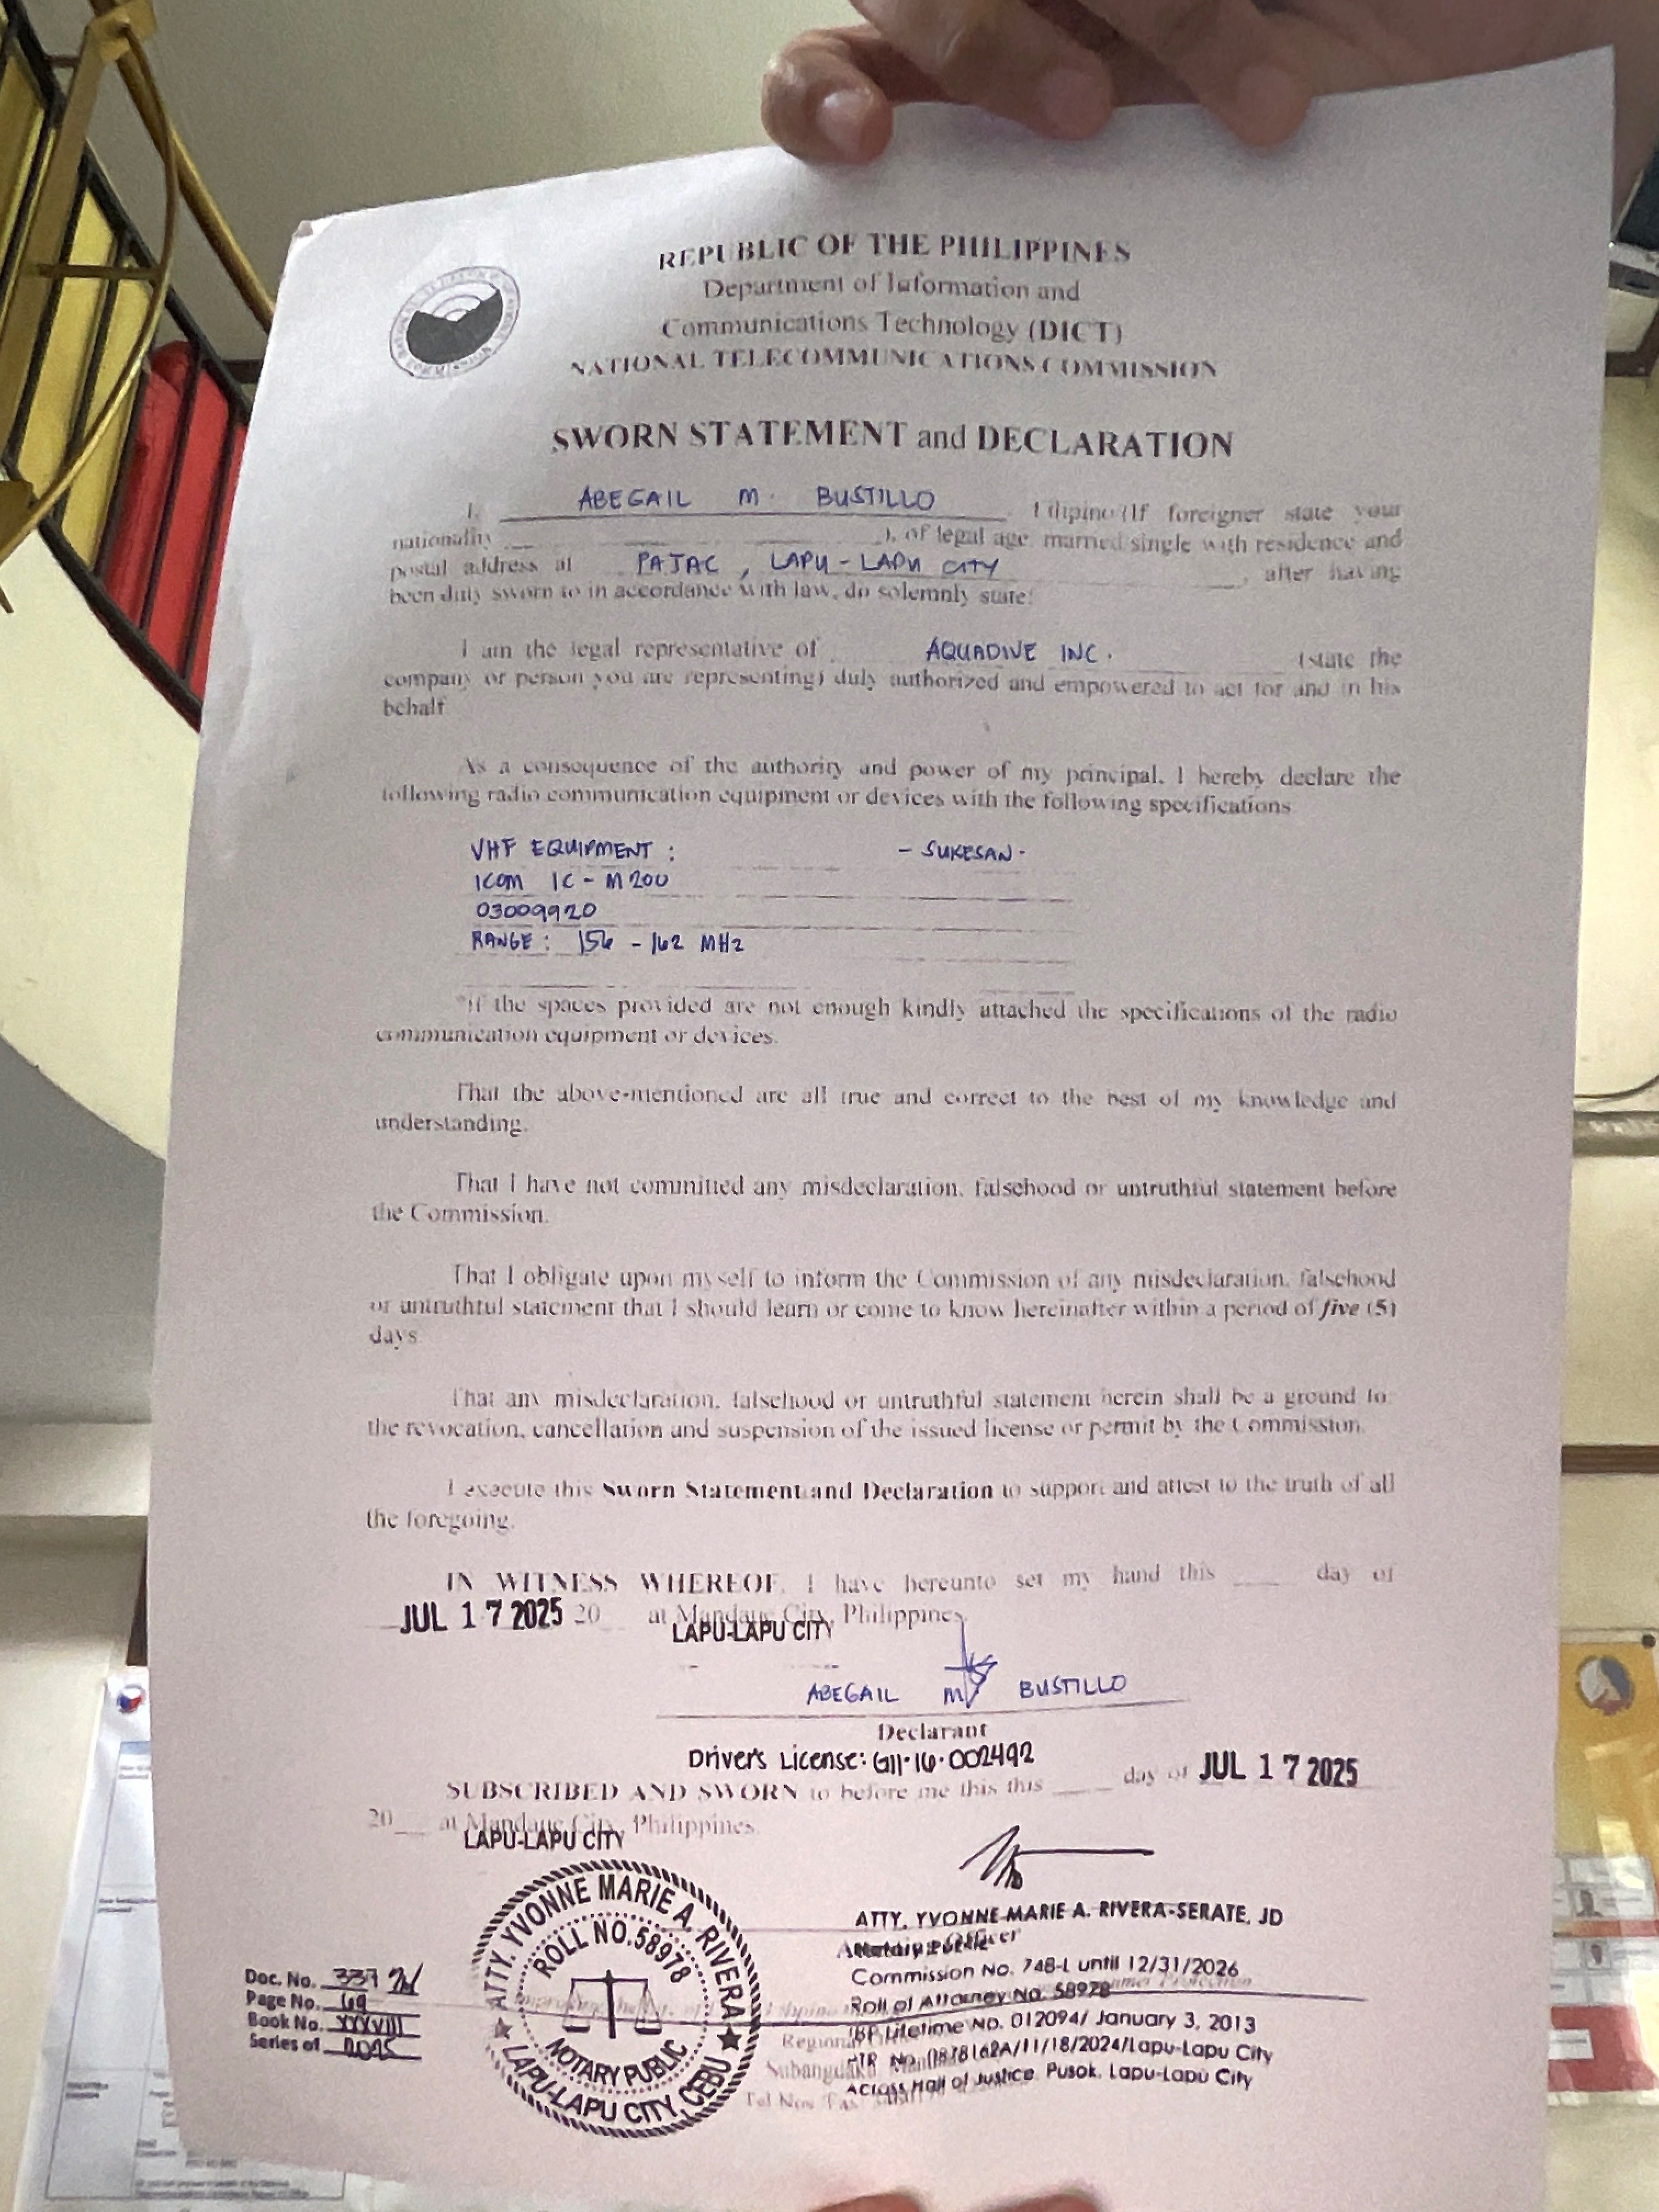 REPUBLIC OF THE PHILIPPINES
Department of Information and
Communications Technology (DICT)
NATIONAL TELECOMMUNICATIONS COMMISSION
SWORN STATEMENT and DECLARATION
I, ABEGAIL M. BUSTILLO, Filipino (If foreigner state your
nationality ), of legal age, married/single with residence and
postal address at PAJAC, LAPU-LAPU CITY, after having
been duly sworn to in accordance with law, do solemnly state:
I am the legal representative of AQUADIVE INC. (state the
company or person you are representing) duly authorized and empowered to act for and in his
behalf
As a consequence of the authority and power of my principal, I hereby declare the
following radio communication equipment or devices with the following specifications
VHF EQUIPMENT : - SUKESAN -
ICOM IC - M200
03009920
RANGE : 156 - 162 MHz
*If the spaces provided are not enough kindly attached the specifications of the radio
communication equipment or devices.
That the above-mentioned are all true and correct to the best of my knowledge and
understanding.
That I have not committed any misdeclaration, falsehood or untruthful statement before
the Commission.
That I obligate upon myself to inform the Commission of any misdeclaration, falsehood
or untruthful statement that I should learn or come to know hereinafter within a period of five (5)
days
That any misdeclaration, falsehood or untruthful statement herein shall be a ground to
the revocation, cancellation and suspension of the issued license or permit by the Commission.
I execute this Sworn Statement and Declaration to support and attest to the truth of all
the foregoing.
IN WITNESS WHEREOF, I have hereunto set my hand this ____ day of
JUL 17 2025 20__ at Mandaue City, Philippines.
LAPU-LAPU CITY
ABEGAIL M BUSTILLO
Declarant
Driver's License: G11-16-002492
SUBSCRIBED AND SWORN to before me this this ____ day of JUL 17 2025
20__ at Mandaue City, Philippines.
LAPU-LAPU CITY
ATTY. YVONNE MARIE A. RIVERA
ROLL NO. 58978
NOTARY PUBLIC
LAPU-LAPU CITY, CEBU
ATTY. YVONNE MARIE A. RIVERA-SERATE, JD
Notary Public
Commission No. 748-L until 12/31/2026
Roll of Attorney No. 58978
IBP Lifetime No. 012094/ January 3, 2013
PTR No. 0878162A/11/18/2024/Lapu-Lapu City
Across Hall of Justice, Pusok, Lapu-Lapu City
Doc. No. 337
Page No. 69
Book No. XXXVIII
Series of 2025